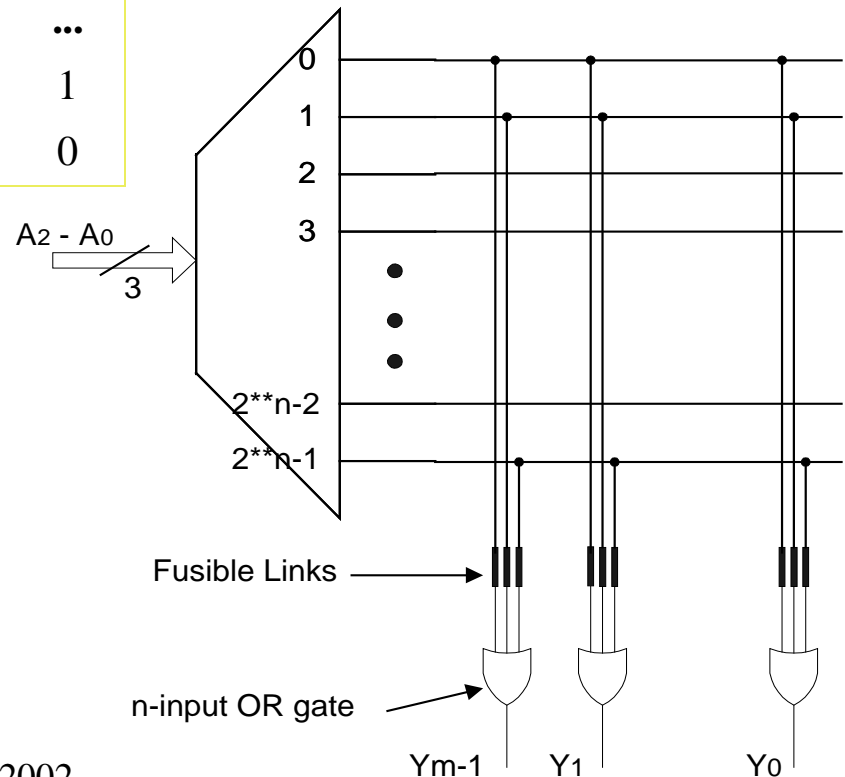 ...
1
0
0
1
2
3
A2 - A0
3
2**n-2
2**n-1
Fusible Links
n-input OR gate
Ym-1 Y1 Y0
2002